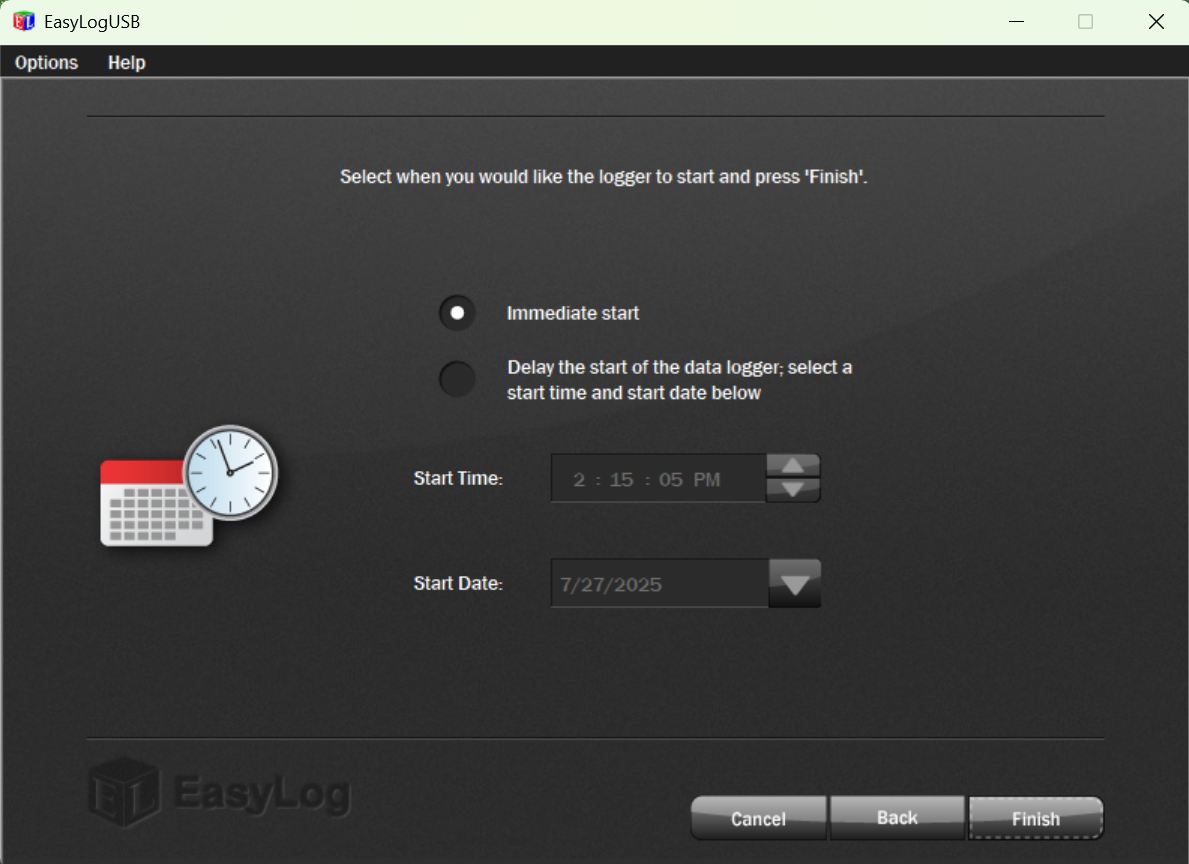 EasyLogUSB
Options Help
Select when you would like the logger to start and press 'Finish'.
Immediate start
Delay the start of the data logger; select a
start time and start date below
Start Time: 2 : 15 : 05 PM
Start Date: 7/27/2025
EL EasyLog
Cancel Back Finish